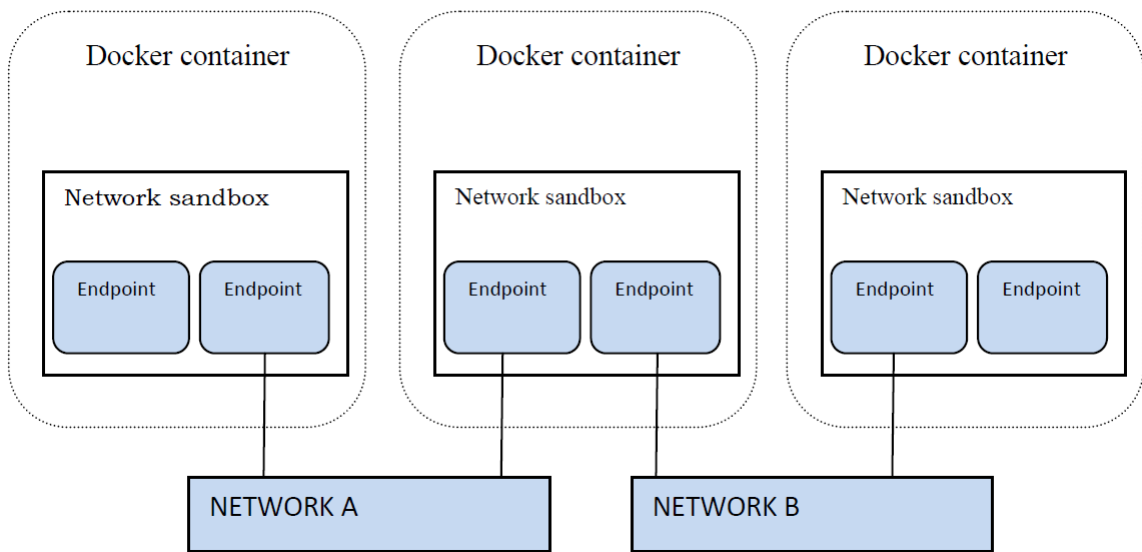 Docker container
Docker container
Docker container
Network sandbox
Network sandbox
Network sandbox
Endpoint
Endpoint
Endpoint
Endpoint
Endpoint
Endpoint
NETWORK A
NETWORK B